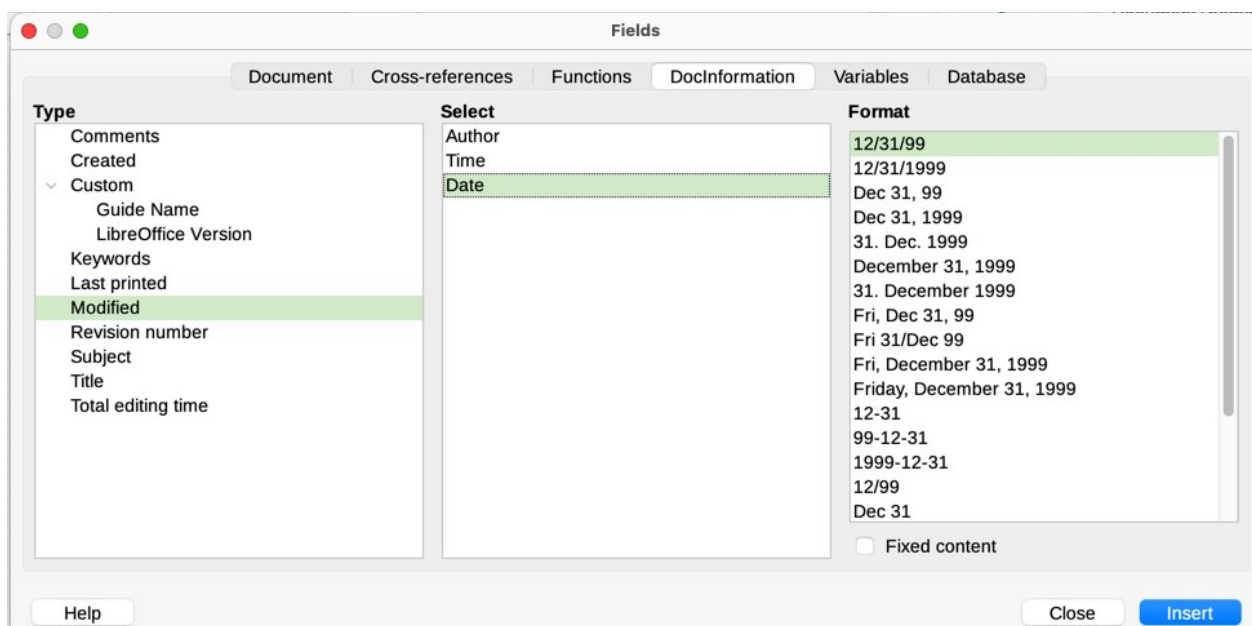 Fields
Document Cross-references Functions DocInformation Variables Database
Type
Comments
Created
Custom
Guide Name
LibreOffice Version
Keywords
Last printed
Modified
Revision number
Subject
Title
Total editing time
Select
Author
Time
Date
Format
12/31/99
12/31/1999
Dec 31, 99
Dec 31, 1999
31. Dec. 1999
December 31, 1999
31. December 1999
Fri, Dec 31, 99
Fri 31/Dec 99
Fri, December 31, 1999
Friday, December 31, 1999
12-31
99-12-31
1999-12-31
12/99
Dec 31
Fixed content
Help Close Insert